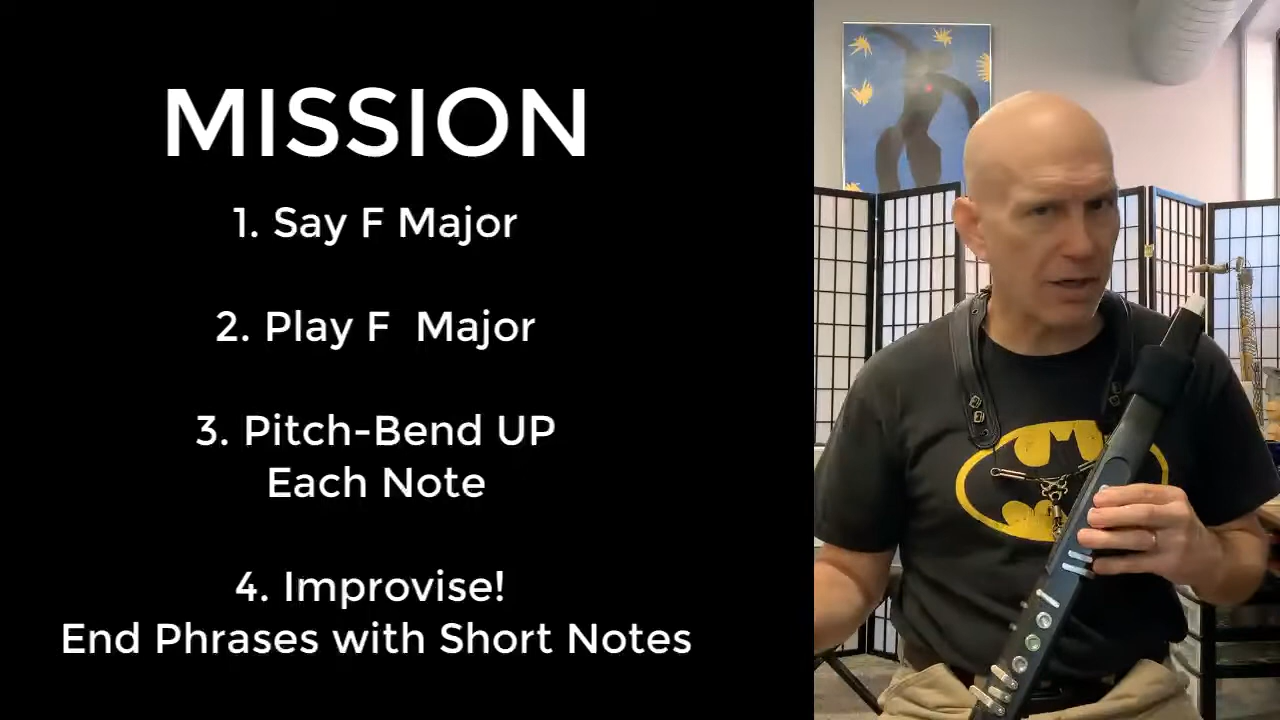 MISSION
1. Say F Major
2. Play F  Major
3. Pitch-Bend UP
Each Note
4. Improvise!
End Phrases with Short Notes